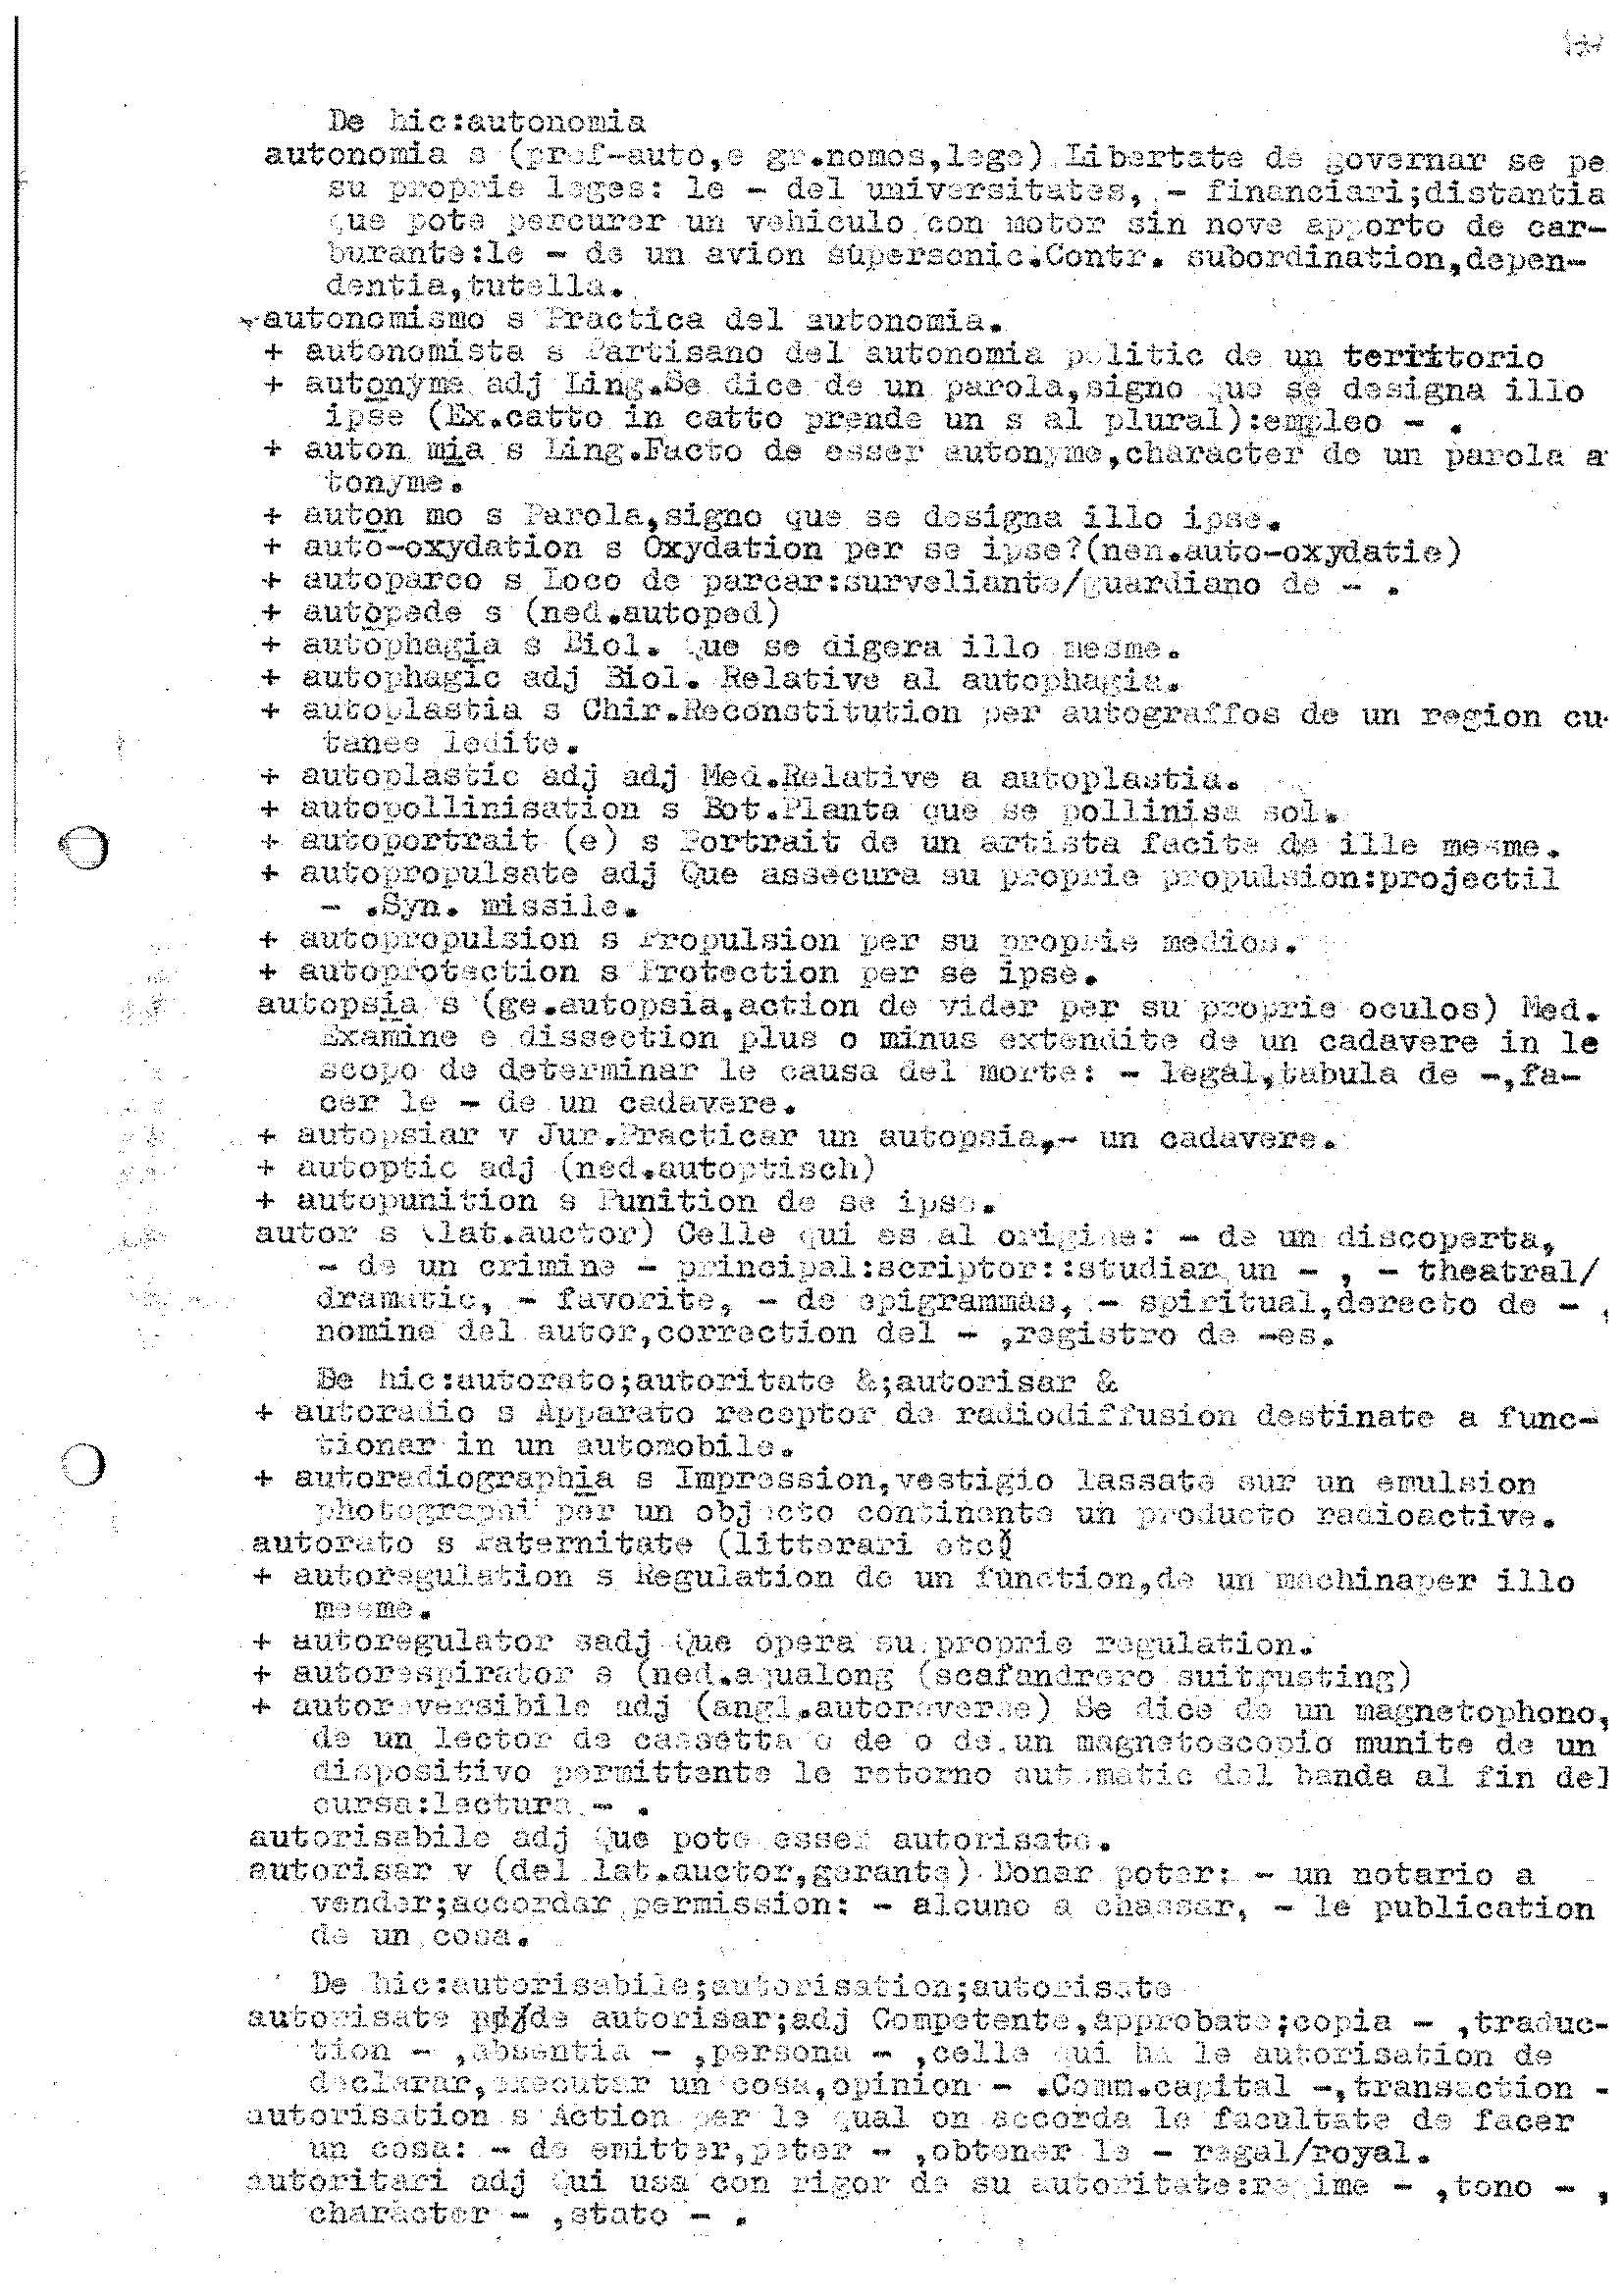 De hic:autonomia
autonomia s (pref-auto,e gr.nomos,lege) Libertate de governar se pe
su proprie leges: le - del universitates, - financiari;distantia
que pote percurer un vehiculo con motor sin nove apporto de car-
burante:le - de un avion supersonic.Contr. subordination,depen-
dentia,tutella.
autonomismo s Practica del autonomia.
+ autonomista s Partisano del autonomia politic de un territorio
+ autonyme adj Ling.Se dice de un parola,signo que se designa illo
ipse (Ex.catto in catto prende un s al plural):empleo - .
+ auton mia s Ling.Facto de esser autonyme,character de un parola a
tonyme.
+ auton mo s Parola,signo que se designa illo ipse.
+ auto-oxydation s Oxydation per se ipse?(nen.auto-oxydatie)
+ autoparco s Loco de parcar:surveliante/guardiano de - .
+ autopede s (ned.autoped)
+ autophagia s Biol. Que se digera illo mesme.
+ autophagic adj Biol. Relative al autophagia.
+ autoplastia s Chir.Reconstitution per autograffos de un region cu-
tanee ledite.
+ autoplastic adj adj Med.Relative a autoplastia.
+ autopollinisation s Bot.Planta que se pollinisa sol.
+ autoportrait (e) s Portrait de un artista facite de ille mesme.
+ autopropulsate adj Que assecura su proprie propulsion:projectil
- .Syn. missile.
+ autopropulsion s Propulsion per su proprie medios.
+ autoprotection s Protection per se ipse.
autopsia s (ge.autopsia,action de vider per su proprie oculos) Med.
Examine e dissection plus o minus extendite de un cadavere in le
scopo de determinar le causa del morte: - legal,tabula de -,fa-
cer le - de un cadavere.
+ autopsiar v Jur.Practicar un autopsia,- un cadavere.
+ autoptic adj (ned.autoptisch)
+ autopunition s Punition de se ipse.
autor s (lat.auctor) Celle qui es al origine: - de un discoperta,
- de un crimine - principal:scriptor::studiar un - , - theatral/
dramatic, - favorite, - de epigrammas, - spiritual,derecto de - ,
nomine del autor,correction del - ,registro de -es.
De hic:autorato;autoritate &;autorisar &
+ autoradio s Apparato receptor de radiodiffusion destinate a func-
tionar in un automobile.
+ autoradiographia s Impression,vestigio lassate sur un emulsion
photographi per un objecto continente un producto radioactive.
autorato s Paternitate (litterari etc)
+ autoregulation s Regulation de un function,de un machinaper illo
mesme.
+ autoregulator sadj Que opera su proprie regulation.
+ autorespirator s (ned.aqualong (scafandrero suitrusting)
+ autoreversibile adj (angl.autoreverse) Se dice de un magnetophono,
de un lector de cassetta o de o de un magnetoscopio munite de un
dispositivo permittente le retorno automatic del banda al fin del
cursa:lectura - .
autorisabile adj Que pote esser autorisate.
autorisar v (del lat.auctor,garante) Donar poter: - un notario a
vender;accordar permission: - alcuno a chassar, - le publication
de un cosa.
De hic:autorisabile;autorisation;autorisate
autorisate de autorisar;adj Competente,approbate;copia - ,traduc-
tion - ,absentia - ,persona - ,celle qui ha le autorisation de
declarar,executar un cosa,opinion - .Comm.capital -,transaction -
autorisation s Action per le qual on accorda le facultate de facer
un cosa: - de emitter,peter - ,obtener le - regal/royal.
autoritari adj Qui usa con rigor de su autoritate:regime - ,tono - ,
character - ,stato - .